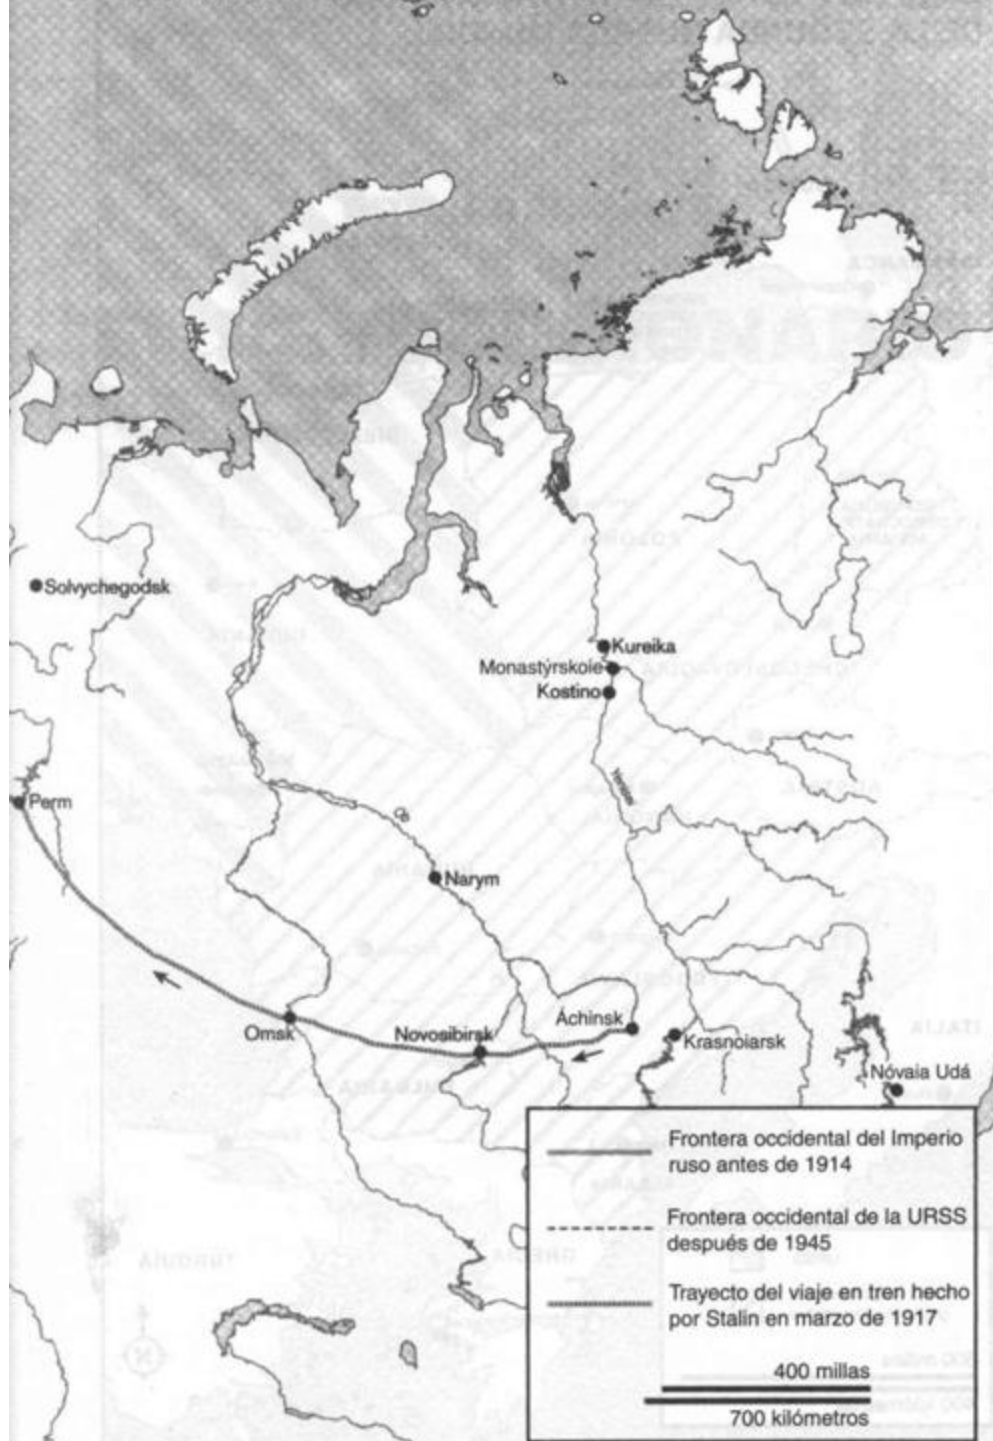 Solvychegodsk
Kureika
Monastýrskoie
Kostino
Yeniséi
Perm
Narym
Omsk
Novosibirsk
Áchinsk
Krasnoiarsk
Nóvaia Udá
Frontera occidental del Imperio
ruso antes de 1914
Frontera occidental de la URSS
después de 1945
Trayecto del viaje en tren hecho
por Stalin en marzo de 1917
400 millas
700 kilómetros